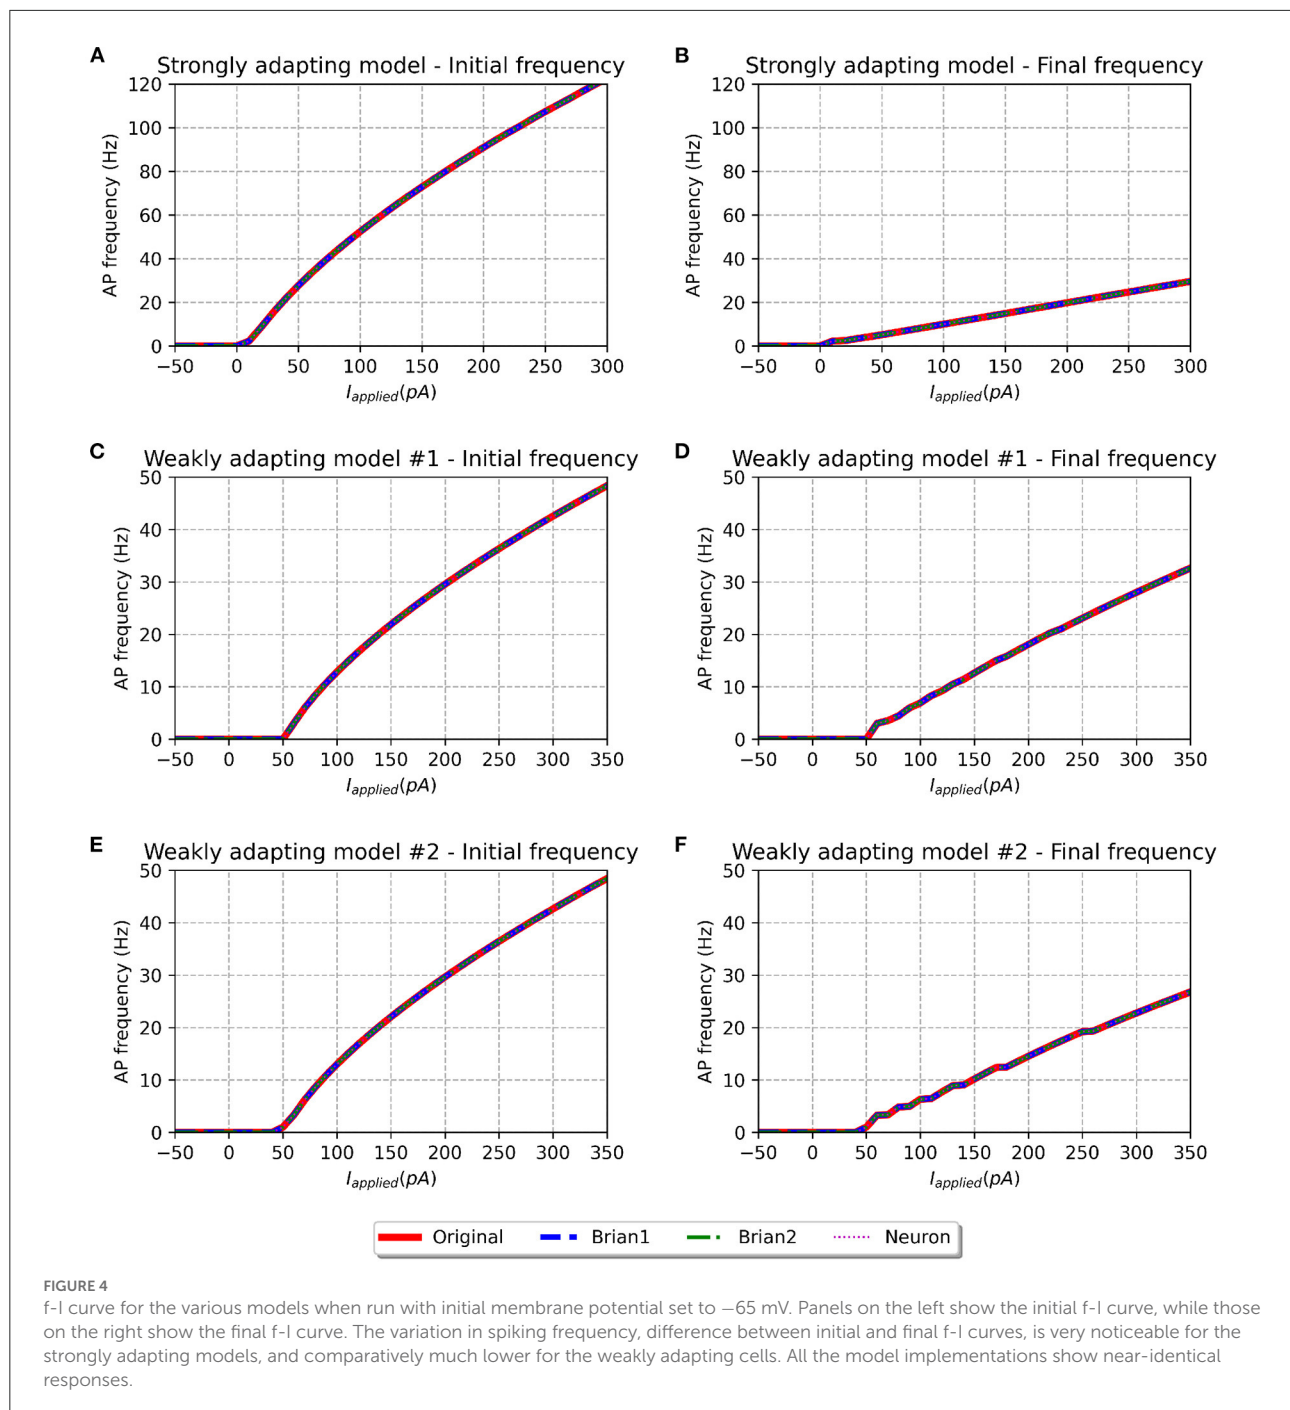 A
Strongly adapting model - Initial frequency
120
100
80
60
40
20
0
AP frequency (Hz)
−50 0 50 100 150 200 250 300
I_applied(pA)
B
Strongly adapting model - Final frequency
120
100
80
60
40
20
0
AP frequency (Hz)
−50 0 50 100 150 200 250 300
I_applied(pA)
C
Weakly adapting model #1 - Initial frequency
50
40
30
20
10
0
AP frequency (Hz)
−50 0 50 100 150 200 250 300 350
I_applied(pA)
D
Weakly adapting model #1 - Final frequency
50
40
30
20
10
0
AP frequency (Hz)
−50 0 50 100 150 200 250 300 350
I_applied(pA)
E
Weakly adapting model #2 - Initial frequency
50
40
30
20
10
0
AP frequency (Hz)
−50 0 50 100 150 200 250 300 350
I_applied(pA)
F
Weakly adapting model #2 - Final frequency
50
40
30
20
10
0
AP frequency (Hz)
−50 0 50 100 150 200 250 300 350
I_applied(pA)
Original Brian1 Brian2 Neuron
FIGURE 4
f-I curve for the various models when run with initial membrane potential set to −65 mV. Panels on the left show the initial f-I curve, while those
on the right show the final f-I curve. The variation in spiking frequency, difference between initial and final f-I curves, is very noticeable for the
strongly adapting models, and comparatively much lower for the weakly adapting cells. All the model implementations show near-identical
responses.